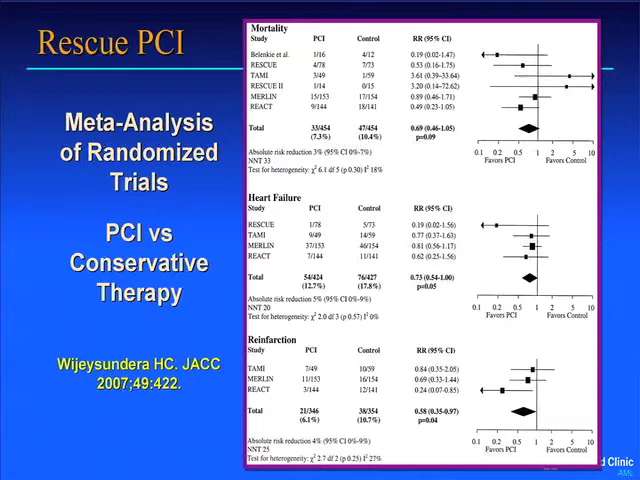 Rescue PCI
Meta-Analysis
of Randomized
Trials
PCI vs
Conservative
Therapy
Wijeysundera HC. JACC
2007;49:422.
Mortality
Study PCI Control RR (95% CI)
Belenkie et al. 1/16 4/12 0.19 (0.02-1.47)
RESCUE 4/78 7/73 0.53 (0.16-1.75)
TAMI 3/49 1/59 3.61 (0.39-33.64)
RESCUE II 1/14 0/15 3.20 (0.14-72.62)
MERLIN 15/153 17/154 0.89 (0.46-1.71)
REACT 9/144 18/141 0.49 (0.23-1.05)
Total 33/454 47/454 0.69 (0.46-1.05)
(7.3%) (10.4%) p=0.09
Absolute risk reduction 3% (95% CI 0%-7%)
NNT 33
Test for heterogeneity: χ² 6.1 df 5 (p 0.30) I² 18%
0.1 0.2 0.5 1 2 5 10
Favors PCI Favors Control
Heart Failure
Study PCI Control RR (95% CI)
RESCUE 1/78 5/73 0.19 (0.02-1.56)
TAMI 9/49 14/59 0.77 (0.37-1.63)
MERLIN 37/153 46/154 0.81 (0.56-1.17)
REACT 7/144 11/141 0.62 (0.25-1.56)
Total 54/424 76/427 0.73 (0.54-1.00)
(12.7%) (17.8%) p=0.05
Absolute risk reduction 5% (95% CI 0%-9%)
NNT 20
Test for heterogeneity: χ² 2.0 df 3 (p 0.57) I² 0%
0.1 0.2 0.5 1 2 5 10
Favors PCI Favors Control
Reinfarction
Study PCI Control RR (95% CI)
TAMI 7/49 10/59 0.84 (0.35-2.05)
MERLIN 11/153 16/154 0.69 (0.33-1.44)
REACT 3/144 12/141 0.24 (0.07-0.85)
Total 21/346 38/354 0.58 (0.35-0.97)
(6.1%) (10.7%) p=0.04
Absolute risk reduction 4% (95% CI 0%-9%)
NNT 25
Test for heterogeneity: χ² 2.7 df 2 (p 0.25) I² 27%
0.1 0.2 0.5 1 2 5 10
Favors PCI Favors Control
d Clinic
AML